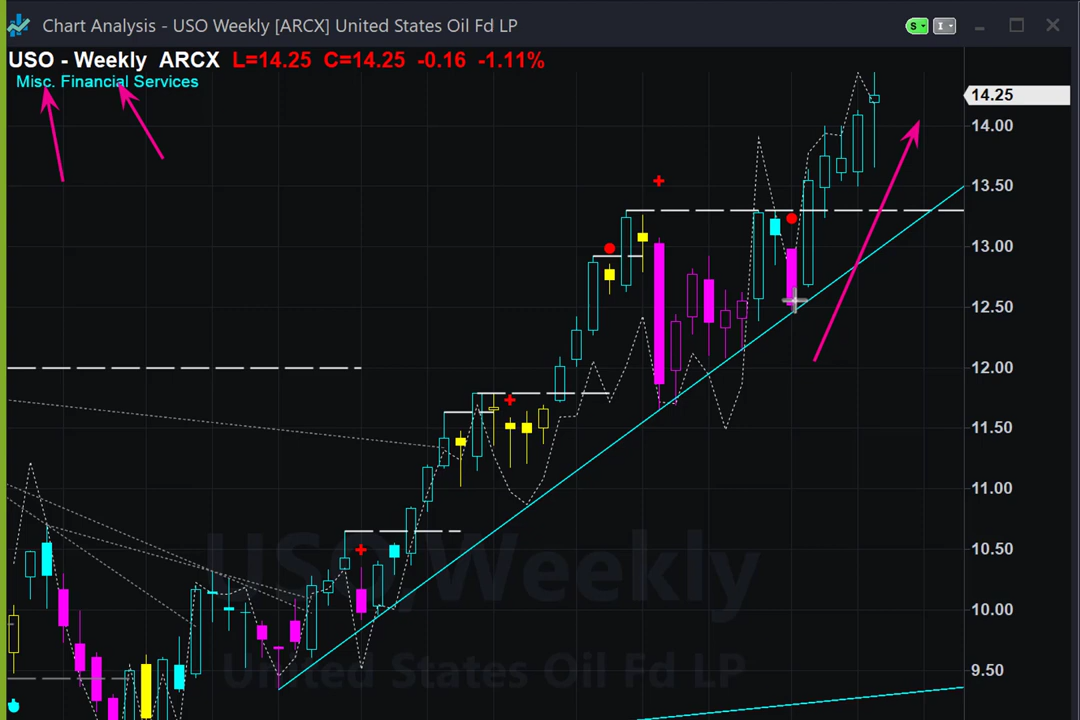 Chart Analysis - USO Weekly [ARCX] United States Oil Fd LP
S
I
USO - Weekly ARCX L=14.25 C=14.25 -0.16 -1.11%
Misc. Financial Services
14.25
14.00
13.50
13.00
12.50
12.00
11.50
11.00
10.50
10.00
9.50
USO Weekly
United States Oil Fd LP